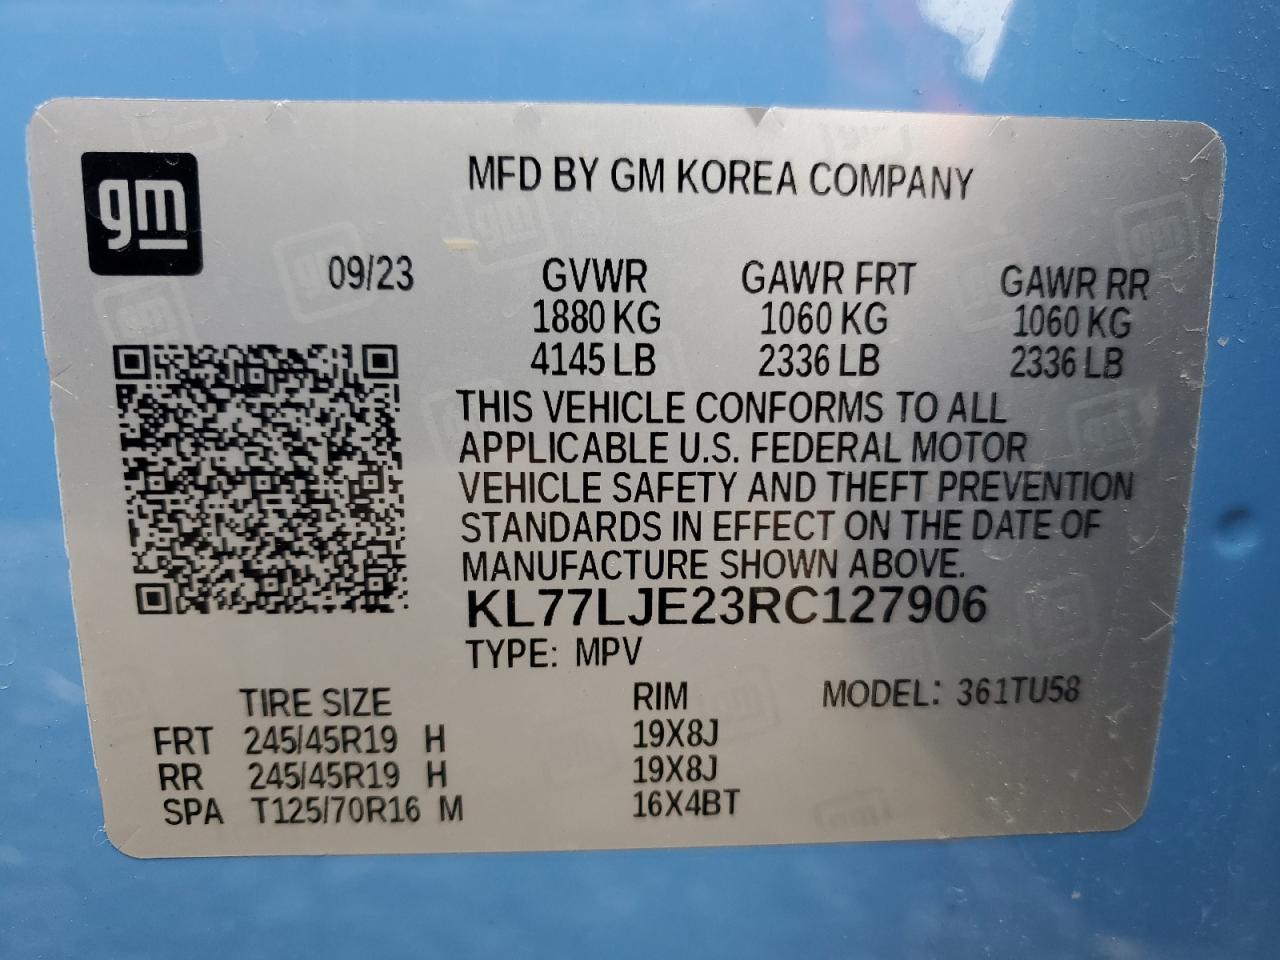 gm
MFD BY GM KOREA COMPANY
09/23
GVWR GAWR FRT GAWR RR
1880 KG 1060 KG 1060 KG
4145 LB 2336 LB 2336 LB
THIS VEHICLE CONFORMS TO ALL
APPLICABLE U.S. FEDERAL MOTOR
VEHICLE SAFETY AND THEFT PREVENTION
STANDARDS IN EFFECT ON THE DATE OF
MANUFACTURE SHOWN ABOVE.
KL77LJE23RC127906
TYPE: MPV
TIRE SIZE RIM MODEL: 361TU58
FRT 245/45R19 H 19X8J
RR 245/45R19 H 19X8J
SPA T125/70R16 M 16X4BT